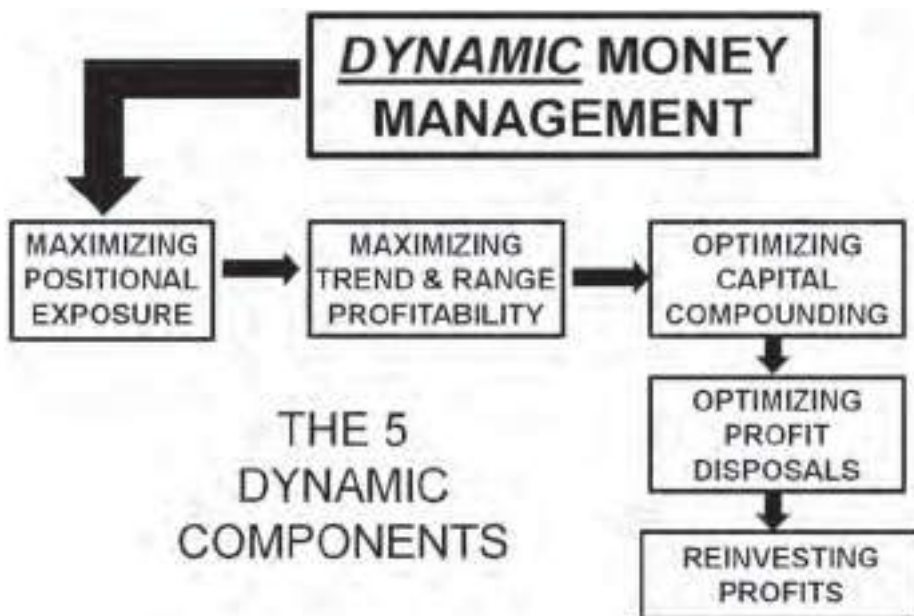 DYNAMIC MONEY
MANAGEMENT
MAXIMIZING
POSITIONAL
EXPOSURE
MAXIMIZING
TREND & RANGE
PROFITABILITY
OPTIMIZING
CAPITAL
COMPOUNDING
OPTIMIZING
PROFIT
DISPOSALS
REINVESTING
PROFITS
THE 5
DYNAMIC
COMPONENTS